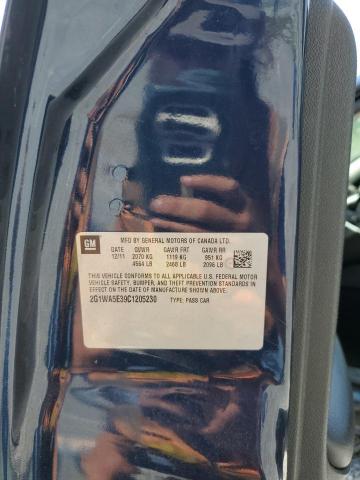 GM
MFD BY GENERAL MOTORS OF CANADA LTD.
DATE GVWR GAWR FRT GAWR RR
12/11 2070 KG 1119 KG 951 KG
4564 LB 2468 LB 2096 LB
THIS VEHICLE CONFORMS TO ALL APPLICABLE U.S. FEDERAL MOTOR
VEHICLE SAFETY, BUMPER, AND THEFT PREVENTION STANDARDS
IN EFFECT ON THE DATE OF MANUFACTURE SHOWN ABOVE.
2G1WA5E39C1205230 TYPE: PASS CAR